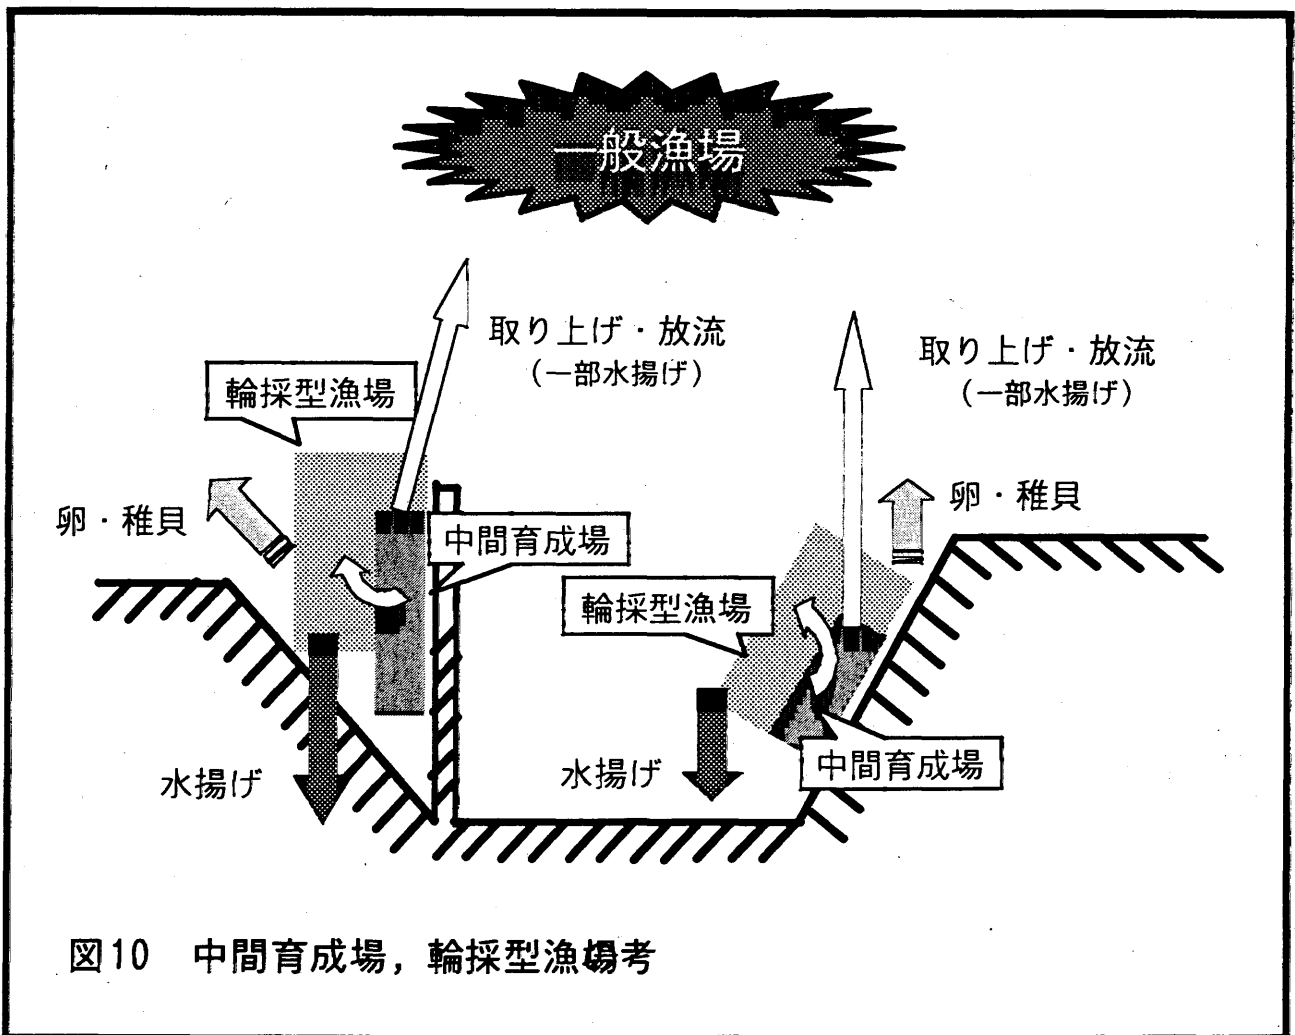 一般漁場
取り上げ・放流
(一部水揚げ)
取り上げ・放流
(一部水揚げ)
輪採型漁場
卵・稚貝
卵・稚貝
中間育成場
輪採型漁場
水揚げ
水揚げ
中間育成場
図10 中間育成場，輪採型漁場考